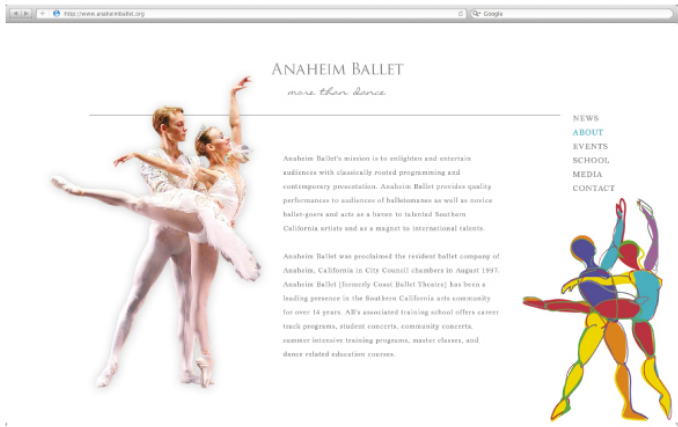 http://www.anaheimballet.org
Google
ANAHEIM BALLET
more than dance
NEWS
ABOUT
EVENTS
SCHOOL
MEDIA
CONTACT
Anaheim Ballet's mission is to enlighten and entertain
audiences with classically rooted programming and
contemporary presentation. Anaheim Ballet provides quality
performances to audiences of balletomanes as well as novice
ballet-goers and acts as a haven to talented Southern
California artists and as a magnet to international talents.
Anaheim Ballet was proclaimed the resident ballet company of
Anaheim, California in City Council chambers in August 1997.
Anaheim Ballet [formerly Coast Ballet Theatre] has been a
leading presence in the Southern California arts community
for over 14 years. AB's associated training school offers career
track programs, student concerts, community concerts,
summer intensive training programs, master classes, and
dance related education courses.